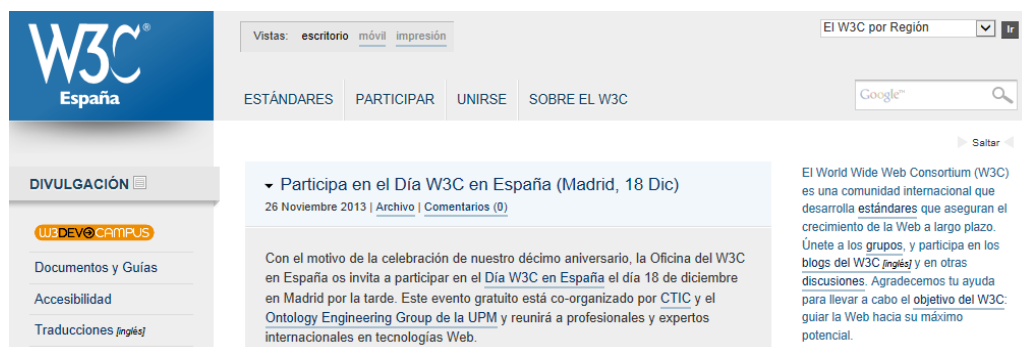 W3C®
España
Vistas: escritorio móvil impresión
El W3C por Región
Ir
ESTÁNDARES PARTICIPAR UNIRSE SOBRE EL W3C
Google™
Saltar
DIVULGACIÓN
W3DEVCAMPUS
Documentos y Guías
Accesibilidad
Traducciones [inglés]
Participa en el Día W3C en España (Madrid, 18 Dic)
26 Noviembre 2013 | Archivo | Comentarios (0)
Con el motivo de la celebración de nuestro décimo aniversario, la Oficina del W3C
en España os invita a participar en el Día W3C en España el día 18 de diciembre
en Madrid por la tarde. Este evento gratuito está co-organizado por CTIC y el
Ontology Engineering Group de la UPM y reunirá a profesionales y expertos
internacionales en tecnologías Web.
El World Wide Web Consortium (W3C)
es una comunidad internacional que
desarrolla estándares que aseguran el
crecimiento de la Web a largo plazo.
Únete a los grupos, y participa en los
blogs del W3C [inglés] y en otras
discusiones. Agradecemos tu ayuda
para llevar a cabo el objetivo del W3C:
guiar la Web hacia su máximo
potencial.